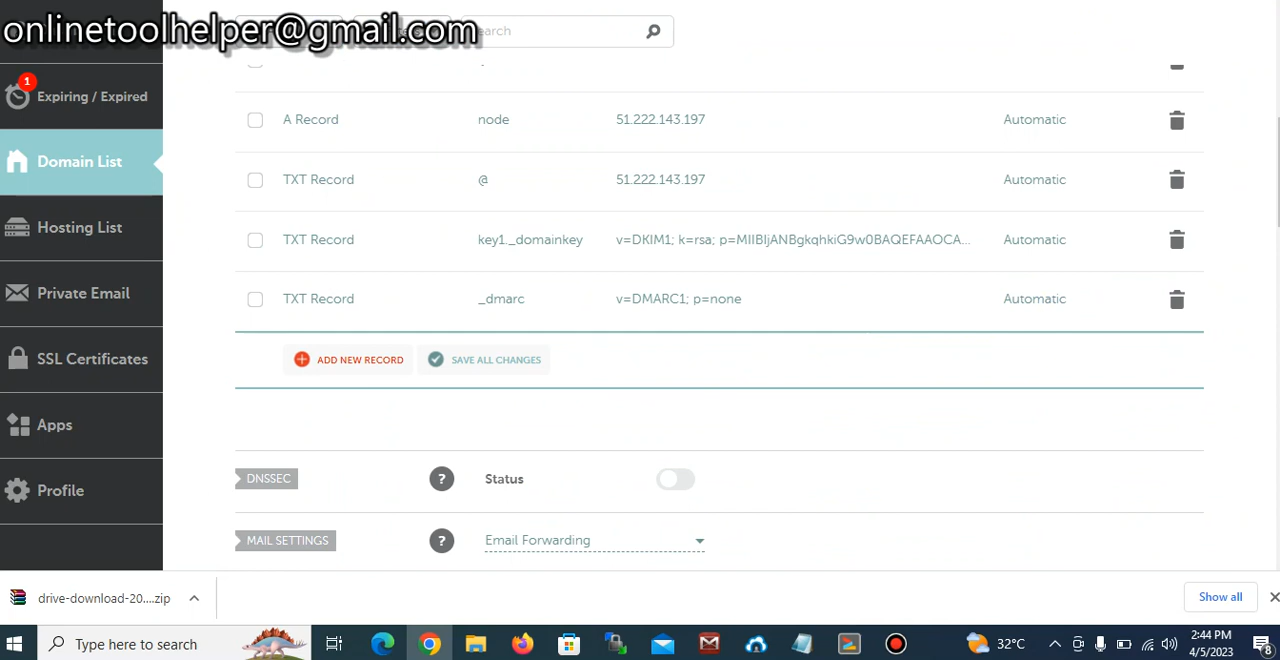 onlinetoolhelper@gmail.com
earch
1
Expiring / Expired
A Record node 51.222.143.197 Automatic
Domain List
TXT Record @ 51.222.143.197 Automatic
Hosting List
TXT Record key1._domainkey v=DKIM1; k=rsa; p=MIIBIjANBgkqhkiG9w0BAQEFAAOCA... Automatic
Private Email
TXT Record _dmarc v=DMARC1; p=none Automatic
SSL Certificates
ADD NEW RECORD SAVE ALL CHANGES
Apps
DNSSEC ? Status
Profile
MAIL SETTINGS ? Email Forwarding
drive-download-20....zip
Show all
Type here to search
32°C
2:44 PM
4/5/2023
8